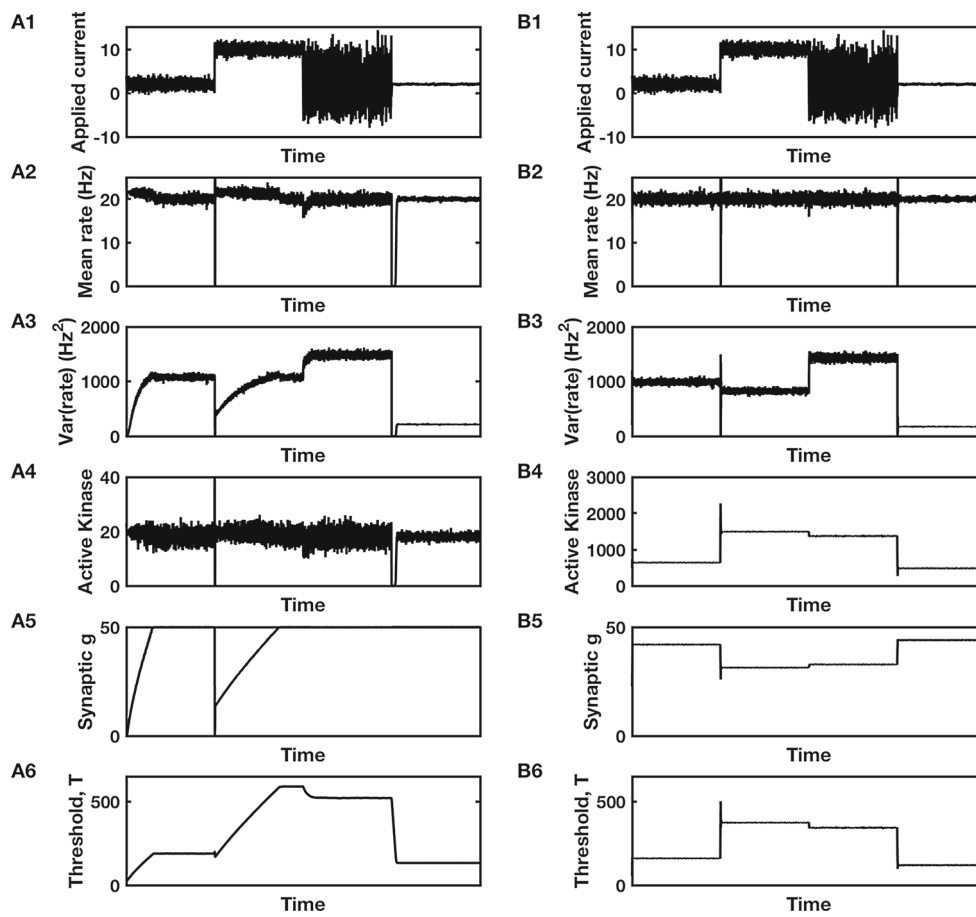 A1
Applied current
10
0
-10
Time
B1
Applied current
10
0
-10
Time
A2
Mean rate (Hz)
20
10
0
Time
B2
Mean rate (Hz)
20
10
0
Time
A3
Var(rate) (Hz²)
2000
1000
0
Time
B3
Var(rate) (Hz²)
2000
1000
0
Time
A4
Active Kinase
40
20
0
Time
B4
Active Kinase
3000
2000
1000
0
Time
A5
Synaptic g
50
0
Time
B5
Synaptic g
50
0
Time
A6
Threshold, T
500
0
Time
B6
Threshold, T
500
0
Time